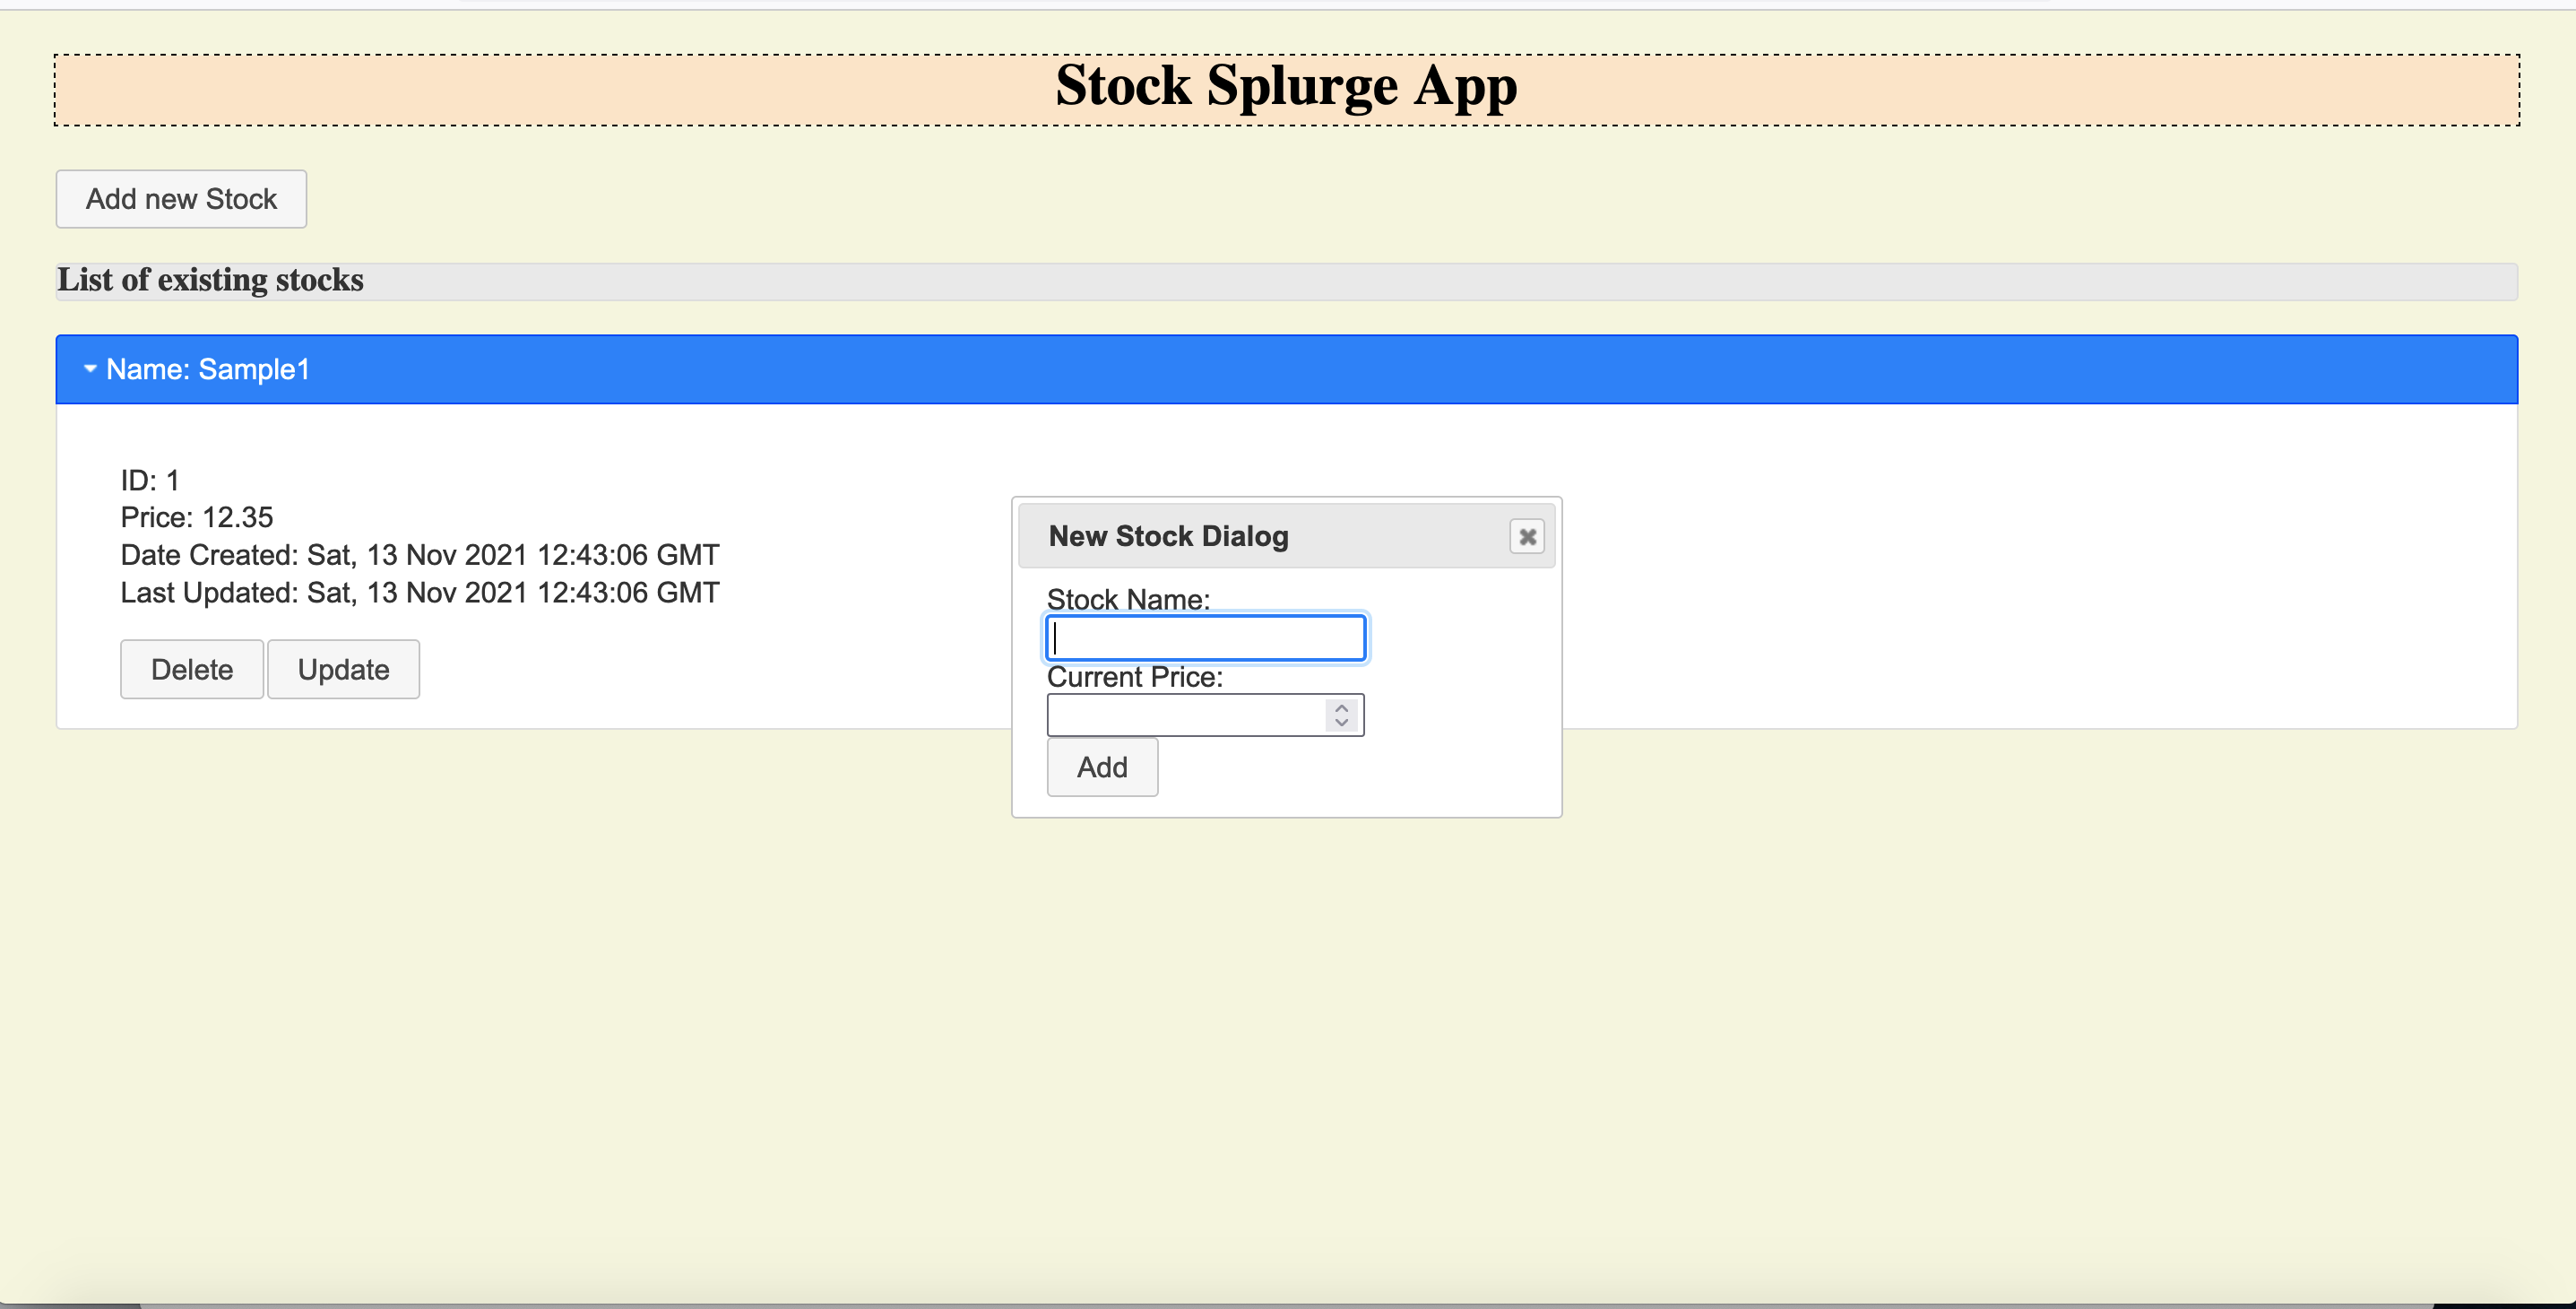 Stock Splurge App
Add new Stock
List of existing stocks
Name: Sample1
ID: 1
Price: 12.35
Date Created: Sat, 13 Nov 2021 12:43:06 GMT
Last Updated: Sat, 13 Nov 2021 12:43:06 GMT
Delete Update
New Stock Dialog
Stock Name:
Current Price:
Add